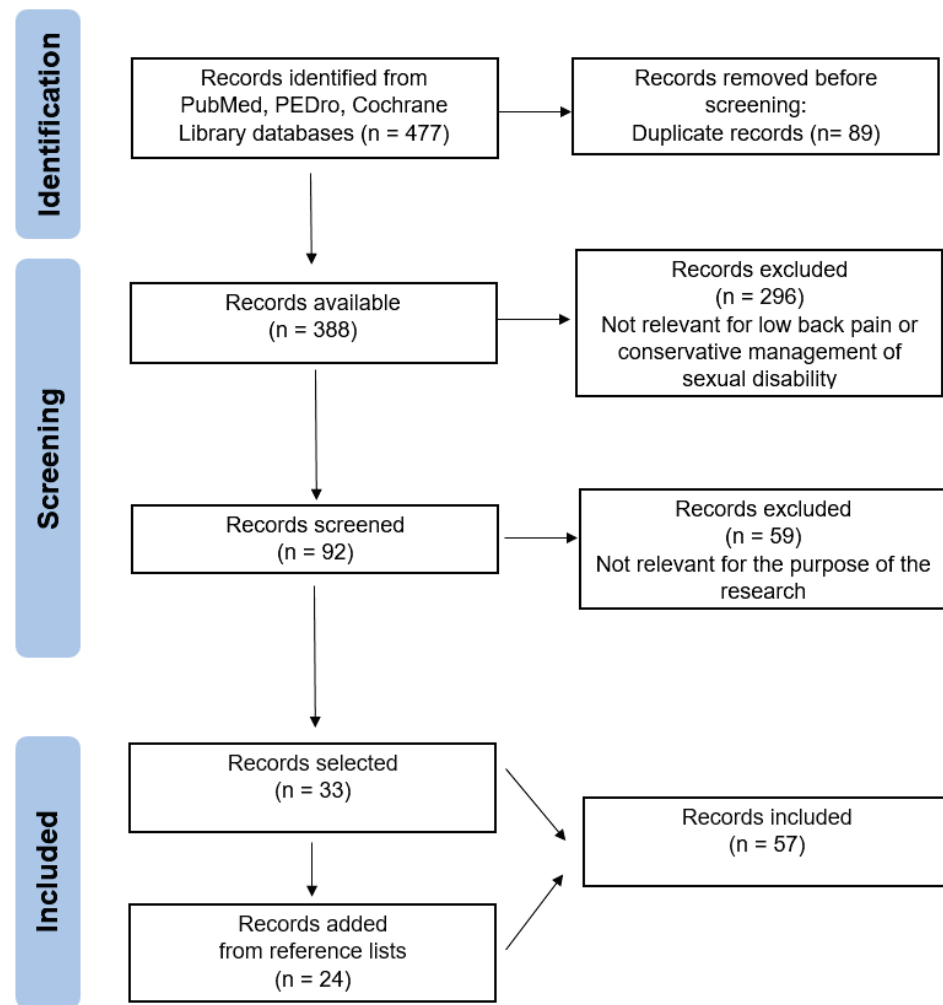 Identification
Records identified from
PubMed, PEDro, Cochrane
Library databases (n = 477)
Records removed before
screening:
Duplicate records (n= 89)
Screening
Records available
(n = 388)
Records excluded
(n = 296)
Not relevant for low back pain or
conservative management of
sexual disability
Records screened
(n = 92)
Records excluded
(n = 59)
Not relevant for the purpose of the
research
Included
Records selected
(n = 33)
Records included
(n = 57)
Records added
from reference lists
(n = 24)